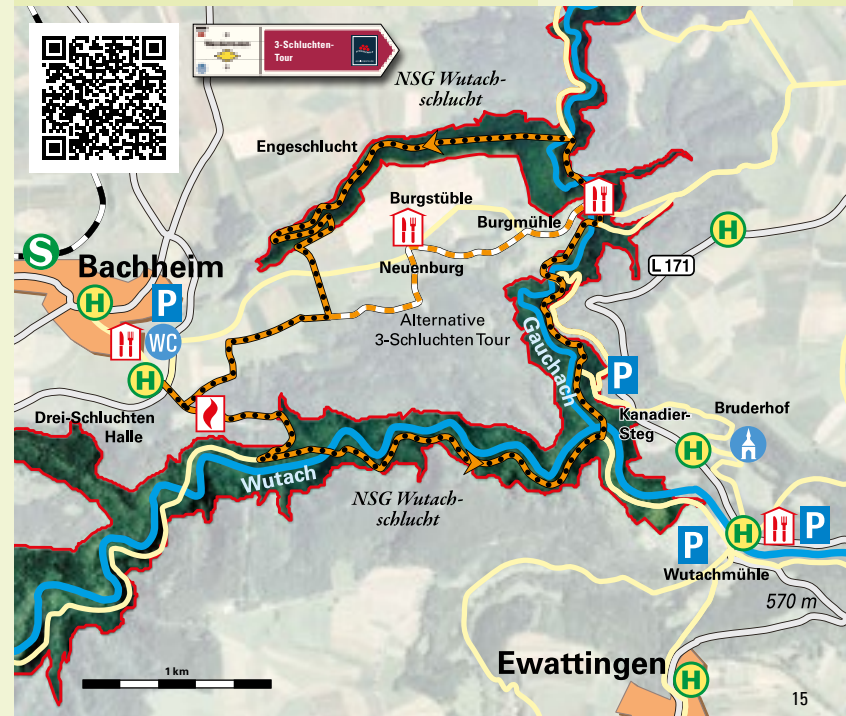 3-Schluchten-
Tour
NSG Wutach-
schlucht
Engeschlucht
Burgstüble
Burgmühle
H
S
Bachheim
Neuenburg
L 171
H
P
Alternative
3-Schluchten Tour
Gauchach
WC
P
H
Drei-Schluchten
Halle
Kanadier-
Steg
Bruderhof
H
Wutach
NSG Wutach-
schlucht
P
H
P
Wutachmühle
570 m
1 km
Ewattingen
H
15